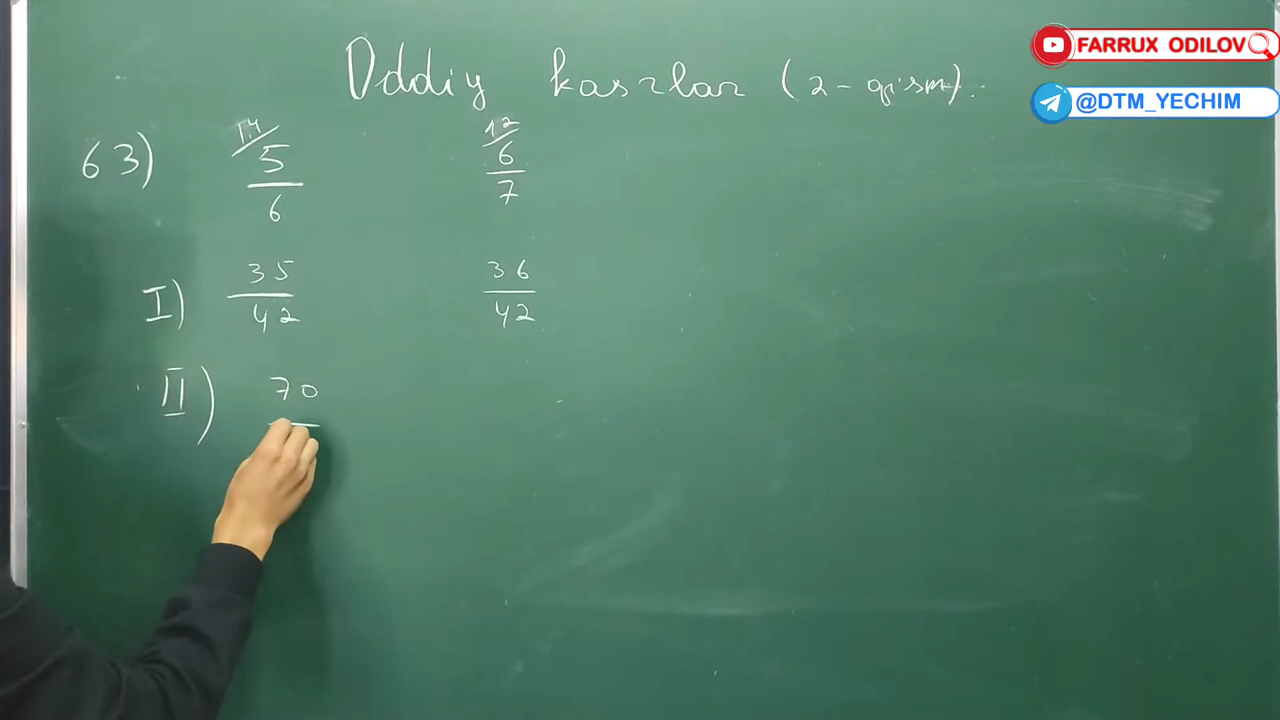 FARRUX ODILOV
@DTM_YECHIM
Oddiy kasrlar (2-qism).
63) 14/ 5/6 12/ 6/7
I) 35/42 36/42
II) 70